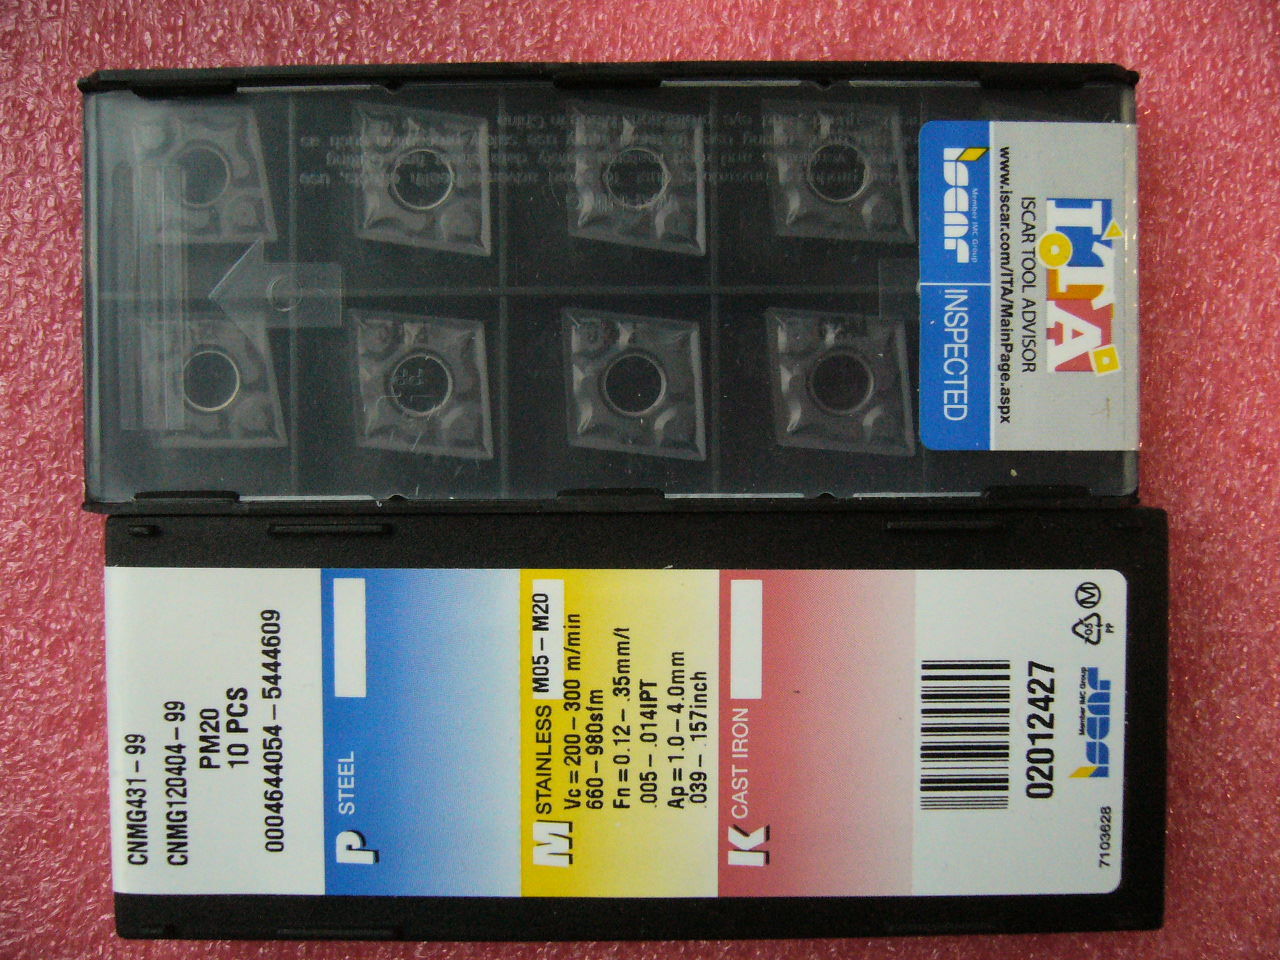 ISCAR
Member IMC Group
INSPECTED
www.iscar.com/ITA/MainPage.aspx
ISCAR TOOL ADVISOR
ITA
CNMG431-99
CNMG120404-99
PM20
10 PCS
0004644054-5444609
P STEEL
M STAINLESS M05-M20
Vc=200-300 m/min
660-980sfm
Fn=0.12-.35mm/t
.005-.014IPT
Ap=1.0-4.0mm
.039-.157inch
K CAST IRON
02012427
ISCAR
Member IMC Group
05
PP
M
7103628